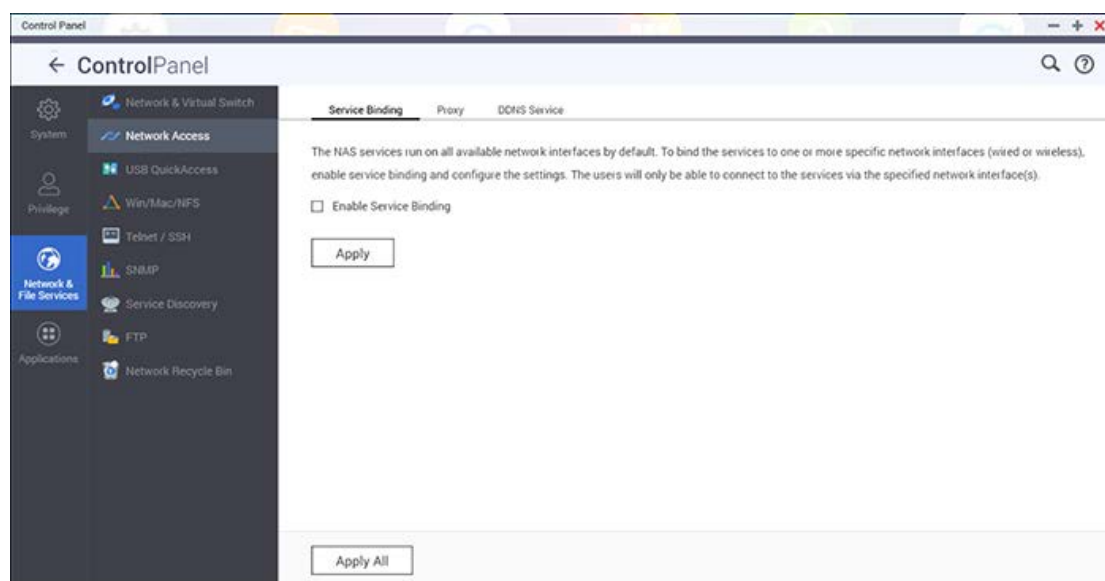 Control Panel
ControlPanel
System
Privilege
Network &
File Services
Applications
Network & Virtual Switch
Network Access
USB QuickAccess
Win/Mac/NFS
Telnet / SSH
SNMP
Service Discovery
FTP
Network Recycle Bin
Service Binding Proxy DDNS Service
The NAS services run on all available network interfaces by default. To bind the services to one or more specific network interfaces (wired or wireless),
enable service binding and configure the settings. The users will only be able to connect to the services via the specified network interface(s).
Enable Service Binding
Apply
Apply All